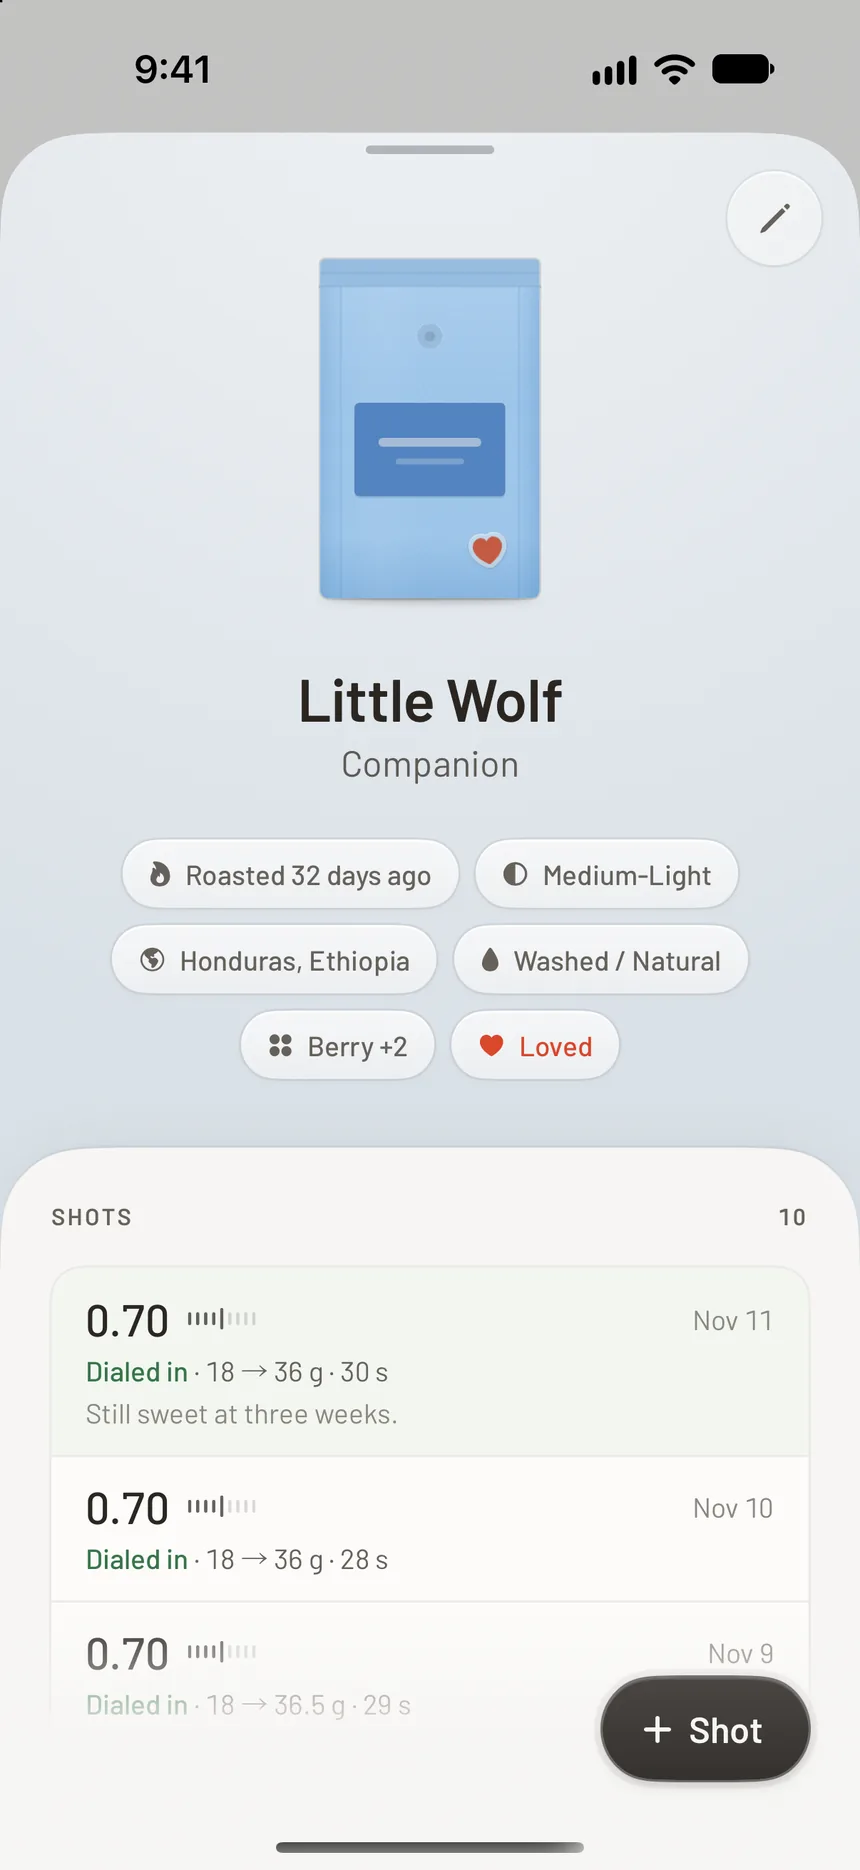 9:41
Little Wolf
Companion
Roasted 32 days ago
Medium-Light
Honduras, Ethiopia
Washed / Natural
Berry +2
Loved
SHOTS
10
0.70
Nov 11
Dialed in · 18 → 36 g · 30 s
Still sweet at three weeks.
0.70
Nov 10
Dialed in · 18 → 36 g · 28 s
0.70
Nov 9
Dialed in · 18 → 36.5 g · 29 s
+ Shot